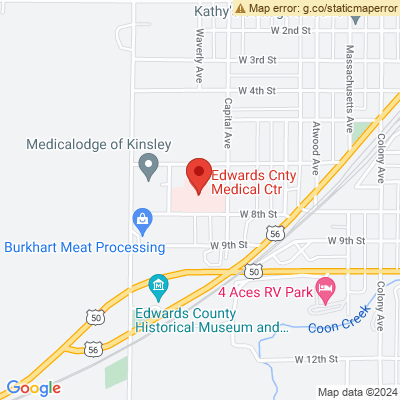 Map error: g.co/staticmaperror
Kathy'
W 2nd St
Waverly Ave
W 3rd St
Massachusetts Ave
W 4th St
Capital Ave
Atwood Ave
Colony Ave
Medicalodge of Kinsley
Edwards Cnty
Medical Ctr
W 8th St
56
Burkhart Meat Processing
W 9th St
W 9th St
50
50
4 Aces RV Park
Edwards County
Historical Museum and...
Coon Creek
Colony Ave
50
56
W 12th St
Google
Map data ©2024